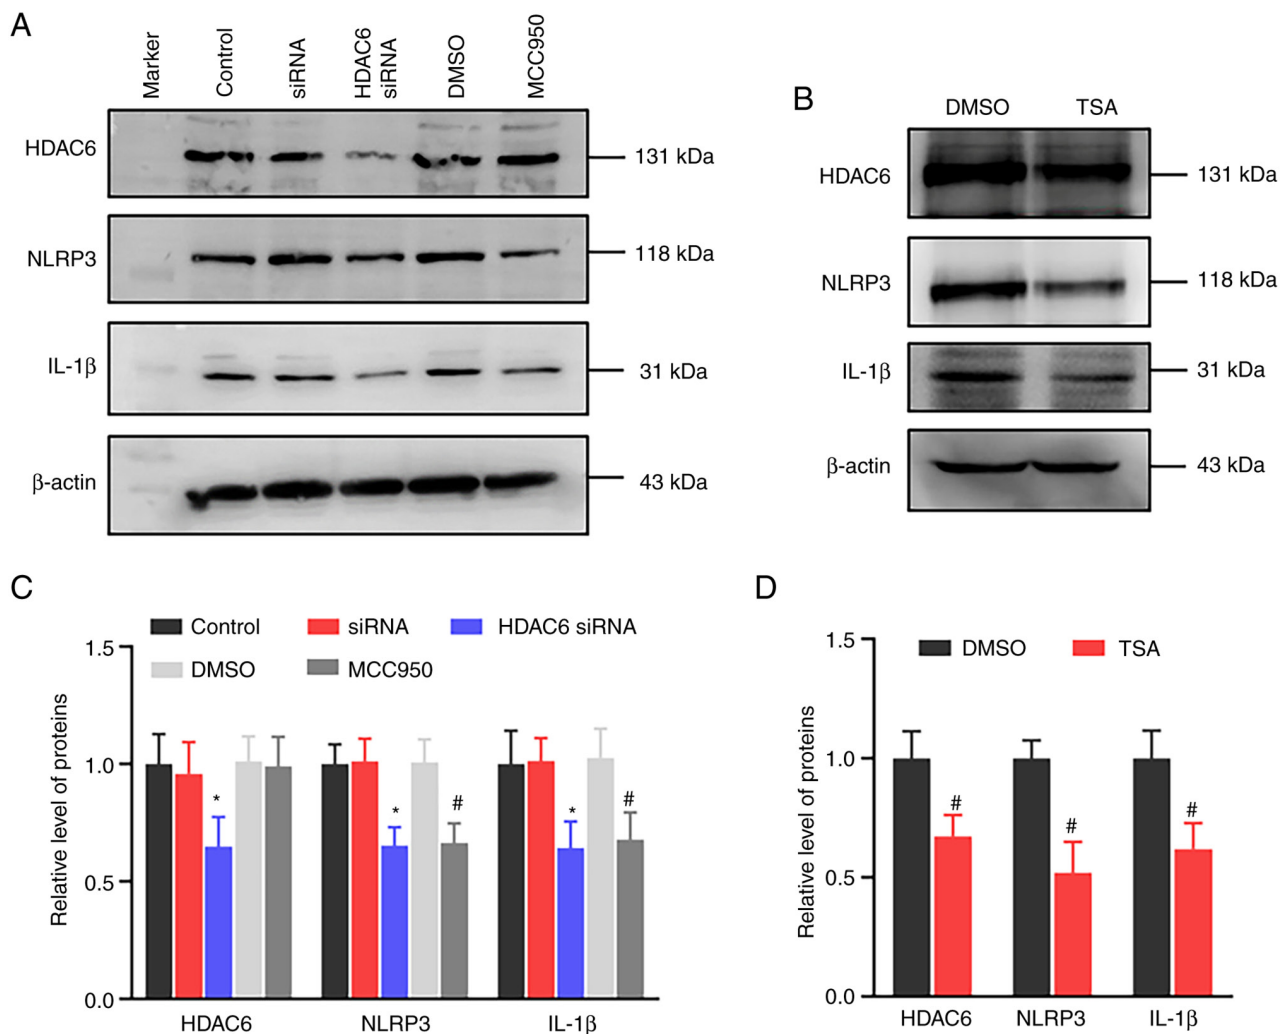 A
Marker
Control
siRNA
HDAC6
siRNA
DMSO
MCC950
HDAC6
131 kDa
NLRP3
118 kDa
IL-1β
31 kDa
β-actin
43 kDa
B
DMSO TSA
HDAC6
131 kDa
NLRP3
118 kDa
IL-1β
31 kDa
β-actin
43 kDa
C
Control siRNA HDAC6 siRNA
DMSO MCC950
Relative level of proteins
1.5
1.0
0.5
0.0
*
*
#
*
#
HDAC6 NLRP3 IL-1β
D
DMSO TSA
Relative level of proteins
1.5
1.0
0.5
0.0
#
#
#
HDAC6 NLRP3 IL-1β